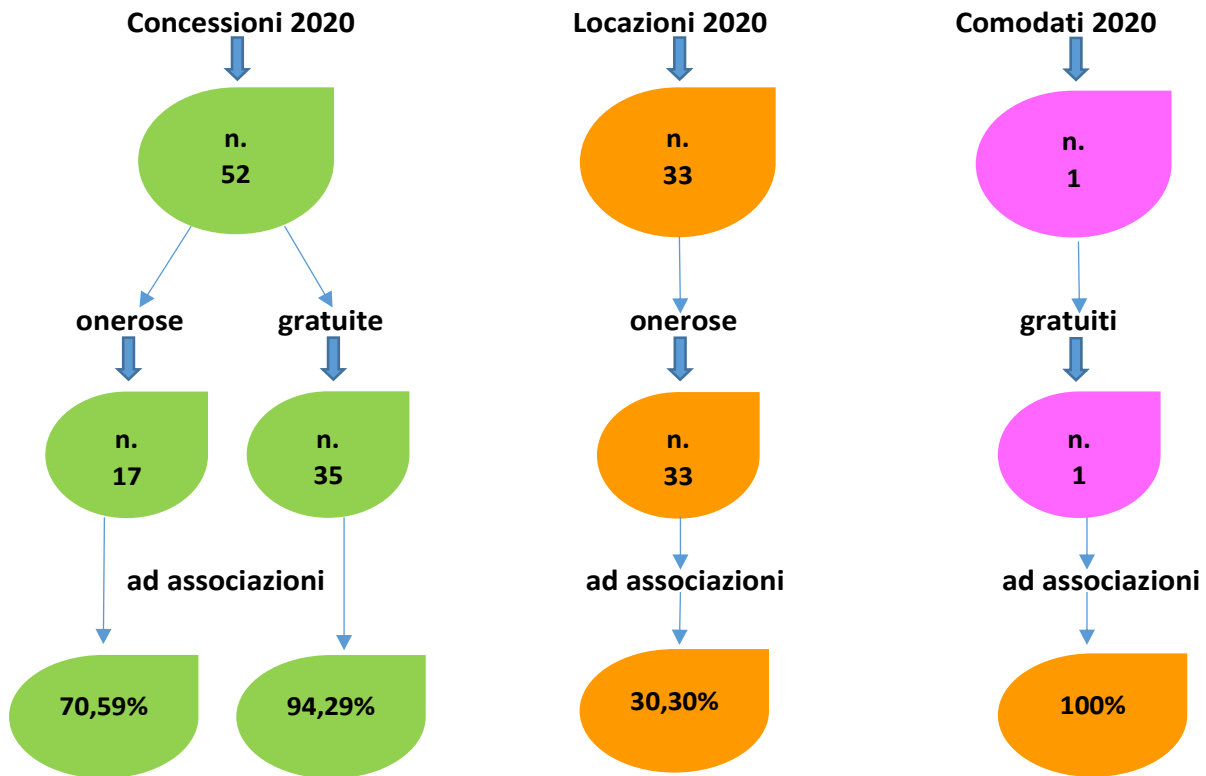 Concessioni 2020
Locazioni 2020
Comodati 2020
n.
52
n.
33
n.
1
onerose
gratuite
onerose
gratuiti
n.
17
n.
35
n.
33
n.
1
ad associazioni
ad associazioni
ad associazioni
70,59%
94,29%
30,30%
100%